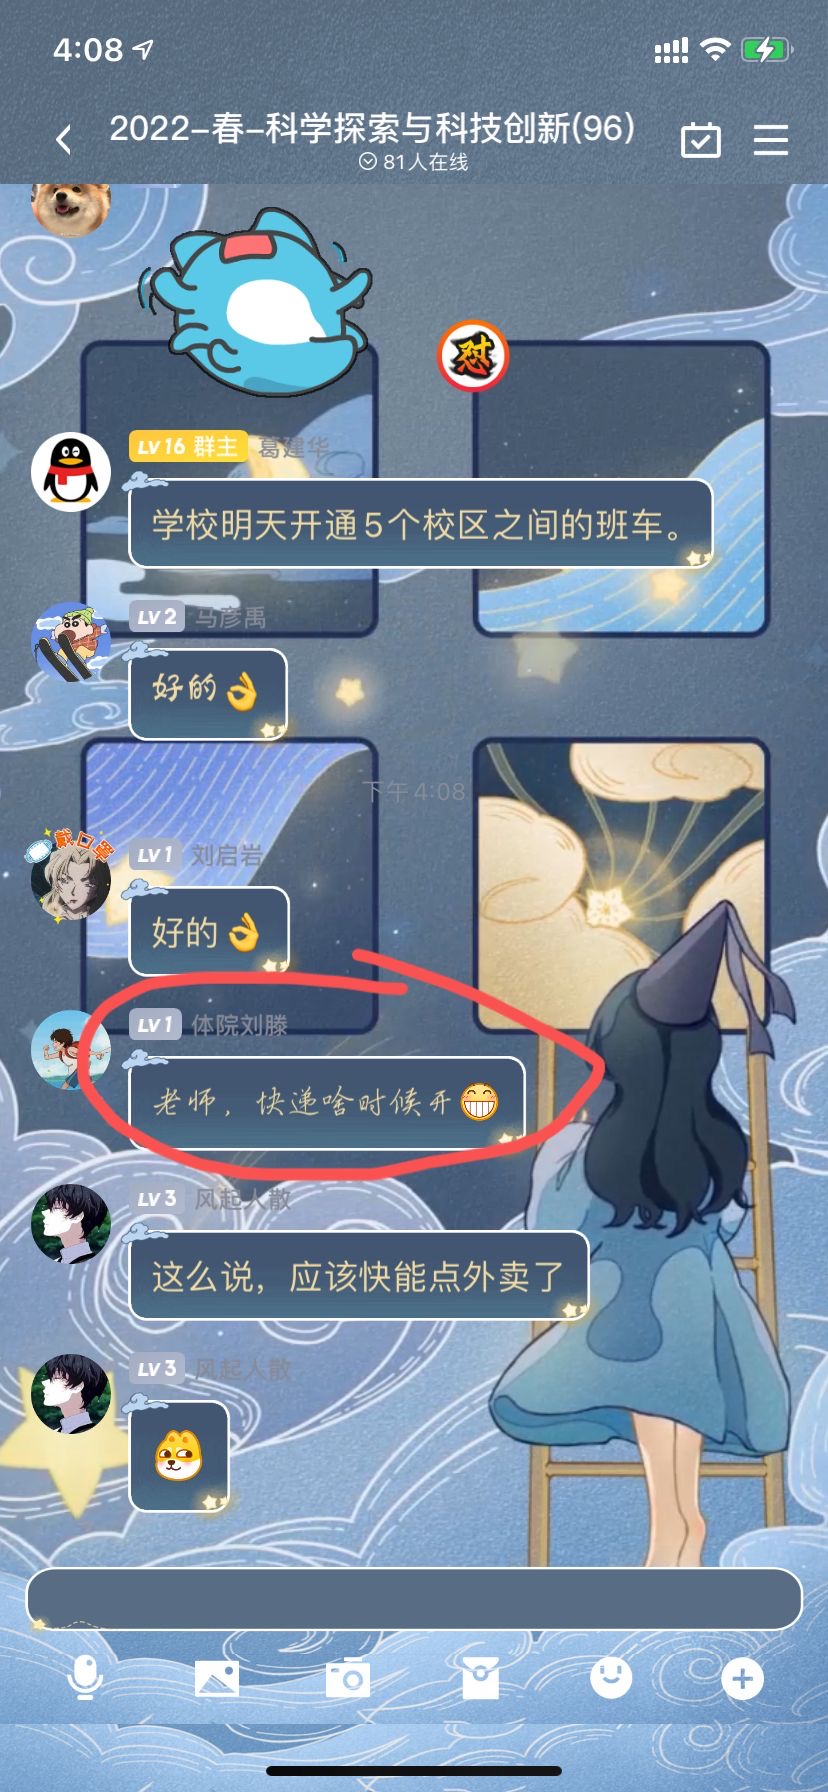 4:08
2022-春-科学探索与科技创新(96)
81人在线
怼
LV16 群主 葛建华
学校明天开通5个校区之间的班车。
LV2 马彦禹
好的👌
下午4:08
戴口罩
LV1 刘启岩
好的👌
LV1 体院刘滕
老师，快递啥时候开😁
LV3 风起人散
这么说，应该快能点外卖了
LV3 风起人散